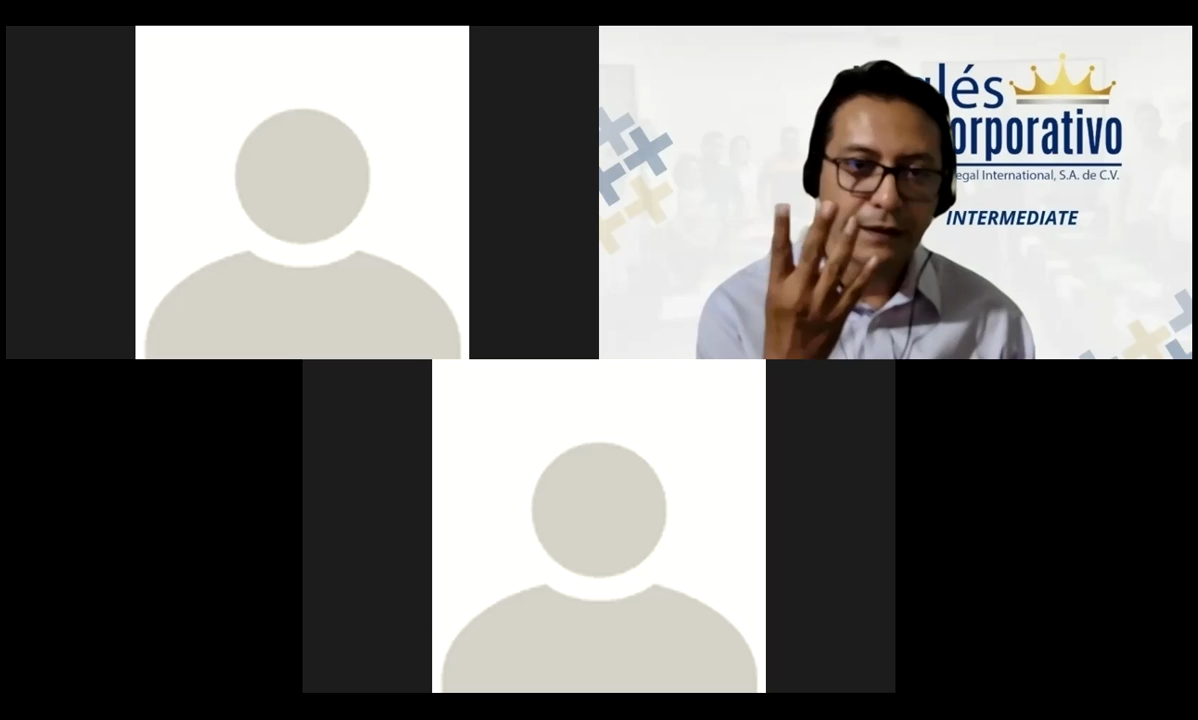 lés
orporativo
egal International, S.A. de C.V.
INTERMEDIATE